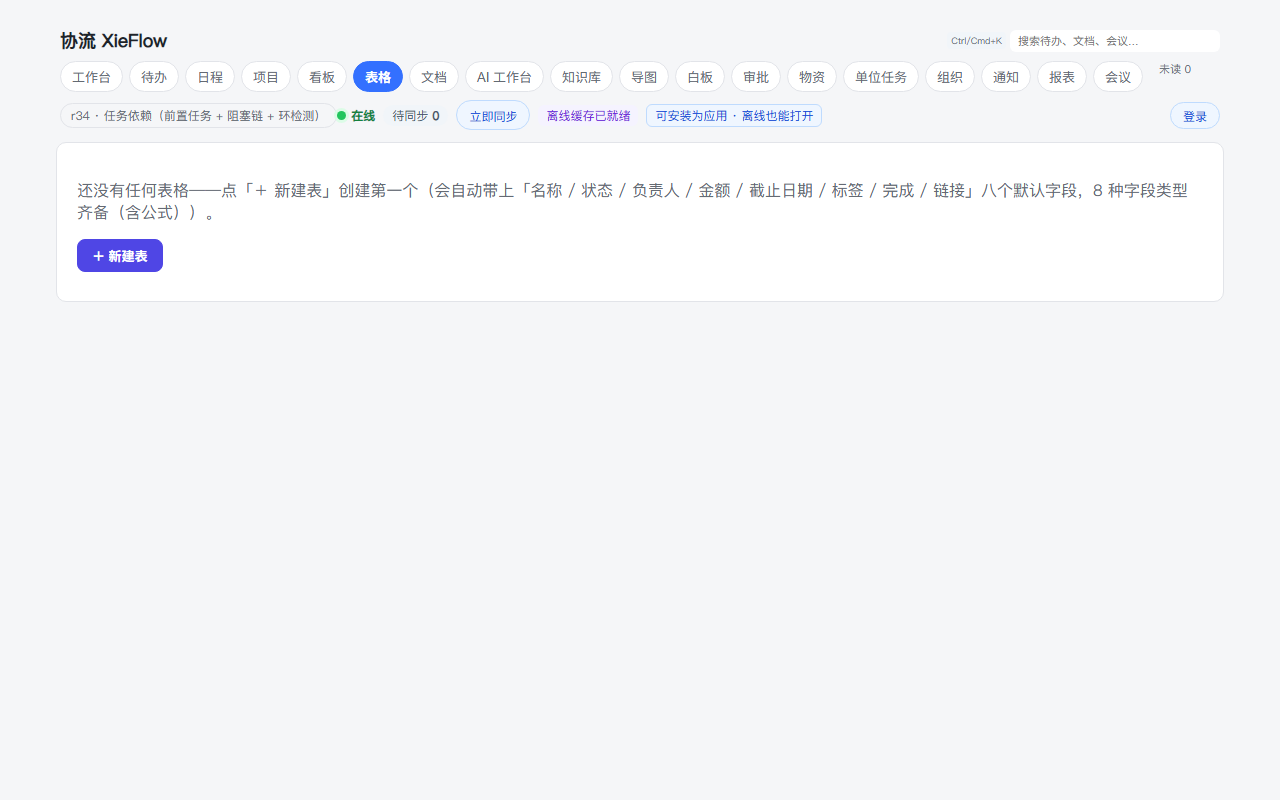 协流 XieFlow
Ctrl/Cmd+K 搜索待办、文档、会议...
工作台 待办 日程 项目 看板 表格 文档 AI 工作台 知识库 导图 白板 审批 物资 单位任务 组织 通知 报表 会议 未读 0
r34 · 任务依赖（前置任务 + 阻塞链 + 环检测） 在线 待同步 0 立即同步 离线缓存已就绪 可安装为应用 · 离线也能打开 登录
还没有任何表格——点「＋ 新建表」创建第一个（会自动带上「名称 / 状态 / 负责人 / 金额 / 截止日期 / 标签 / 完成 / 链接」八个默认字段，8 种字段类型
齐备（含公式））。
＋ 新建表